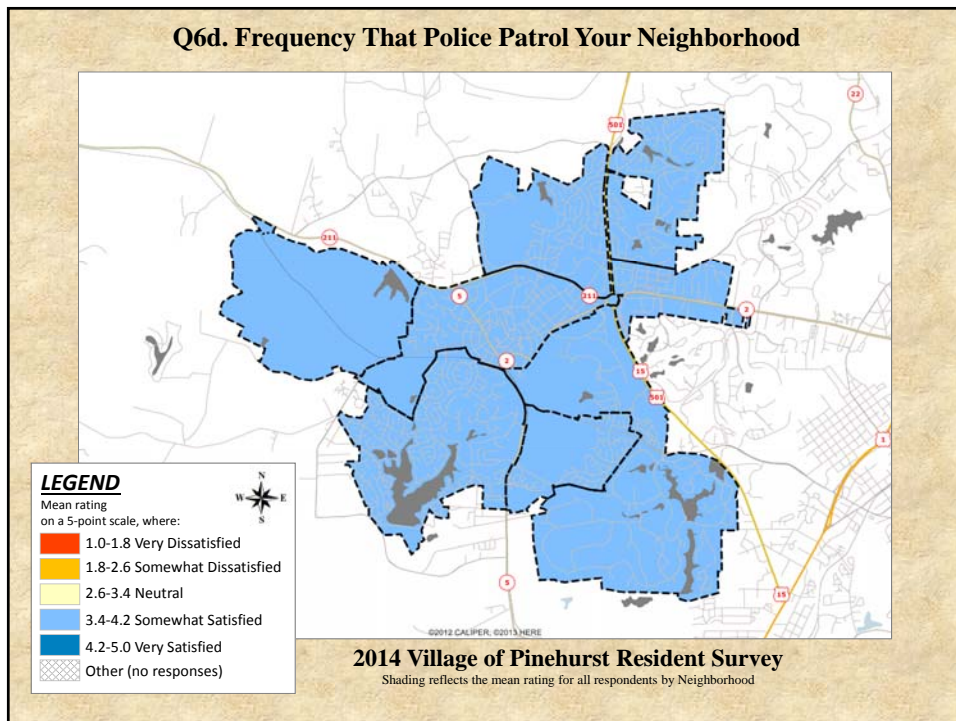 Q6d. Frequency That Police Patrol Your Neighborhood
22
501
211
5
211
2
2
15
501
1
LEGEND
Mean rating
on a 5-point scale, where:
N
W E
S
1.0-1.8 Very Dissatisfied
1.8-2.6 Somewhat Dissatisfied
2.6-3.4 Neutral
3.4-4.2 Somewhat Satisfied
4.2-5.0 Very Satisfied
Other (no responses)
5
15
©2012 CALIPER, ©2013 HERE
2014 Village of Pinehurst Resident Survey
Shading reflects the mean rating for all respondents by Neighborhood